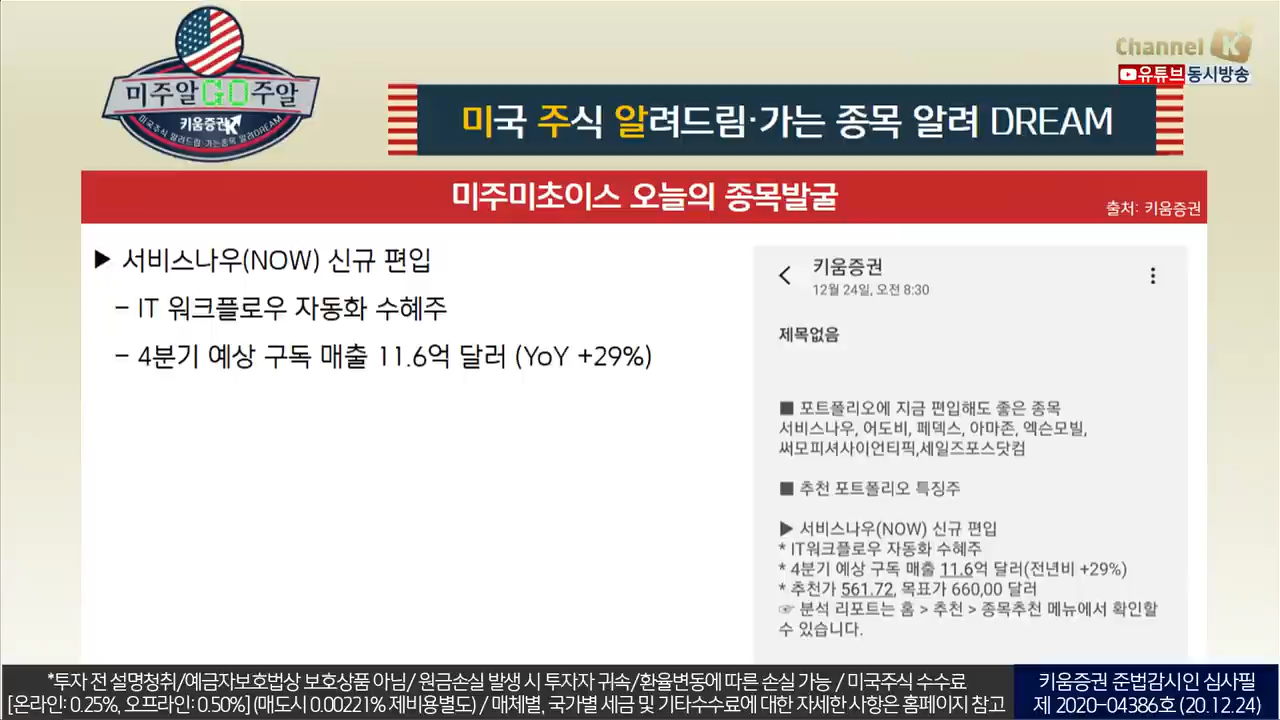 미주알GO주알
키움증권
미국주식 알려드림·가는종목 알려DREAM
Channel K
유튜브동시방송
미국 주식 알려드림·가는 종목 알려 DREAM
미주미초이스 오늘의 종목발굴
출처: 키움증권
▶ 서비스나우(NOW) 신규 편입
- IT 워크플로우 자동화 수혜주
- 4분기 예상 구독 매출 11.6억 달러 (YoY +29%)
키움증권
12월 24일, 오전 8:30
제목없음
■ 포트폴리오에 지금 편입해도 좋은 종목
서비스나우, 어도비, 페덱스, 아마존, 엑슨모빌,
써모피셔사이언티픽,세일즈포스닷컴
■ 추천 포트폴리오 특징주
▶ 서비스나우(NOW) 신규 편입
* IT워크플로우 자동화 수혜주
* 4분기 예상 구독 매출 11.6억 달러(전년비 +29%)
* 추천가 561.72, 목표가 660,00 달러
☞ 분석 리포트는 홈 > 추천 > 종목추천 메뉴에서 확인할
수 있습니다.
*투자 전 설명청취/예금자보호법상 보호상품 아님/ 원금손실 발생 시 투자자 귀속/환율변동에 따른 손실 가능 / 미국주식 수수료
[온라인: 0.25%, 오프라인: 0.50%] (매도시 0.00221% 제비용별도) / 매체별, 국가별 세금 및 기타수수료에 대한 자세한 사항은 홈페이지 참고
키움증권 준법감시인 심사필
제 2020-04386호 (20.12.24)